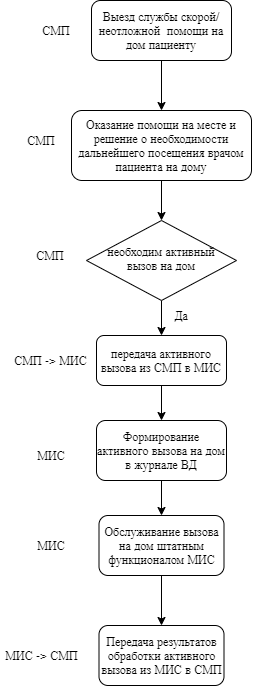 СМП
Выезд службы скорой/
неотложной помощи на
дом пациенту
СМП
Оказание помощи на месте и
решение о необходимости
дальнейшего посещения врачом
пациента на дому
СМП
необходим активный
вызов на дом
Да
СМП -> МИС
передача активного
вызова из СМП в МИС
МИС
Формирование
активного вызова на дом
в журнале ВД
МИС
Обслуживание вызова
на дом штатным
функционалом МИС
МИС -> СМП
Передача результатов
обработки активного
вызова из МИС в СМП